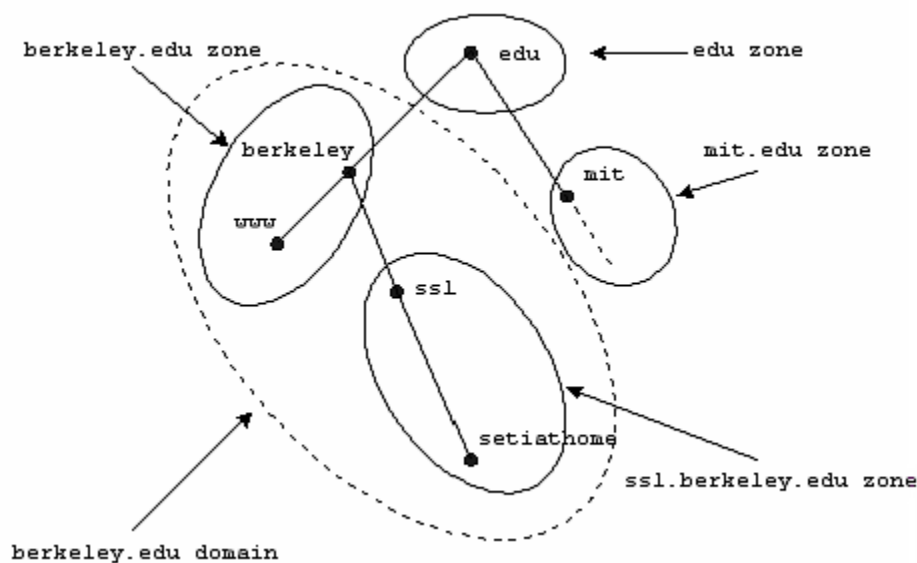 berkeley.edu zone
edu
edu zone
berkeley
mit
mit.edu zone
www
ssl
setiathome
ssl.berkeley.edu zone
berkeley.edu domain